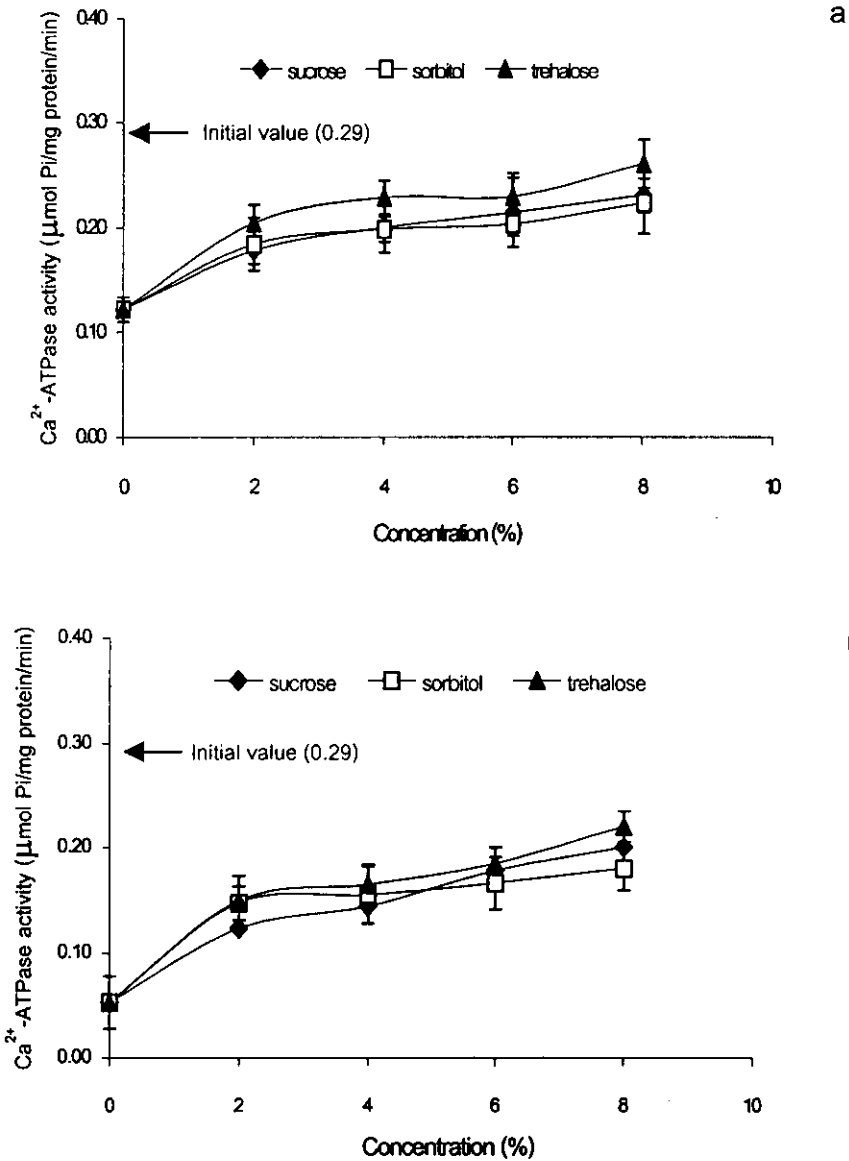 a
0.40
sucrose sorbitol trehalose
0.30
Initial value (0.29)
0.20
0.10
0.00
Ca2+-ATPase activity (µmol Pi/mg protein/min)
0 2 4 6 8 10
Concentration (%)
0.40
sucrose sorbitol trehalose
0.30
Initial value (0.29)
0.20
0.10
0.00
Ca2+-ATPase activity (µmol Pi/mg protein/min)
0 2 4 6 8 10
Concentration (%)